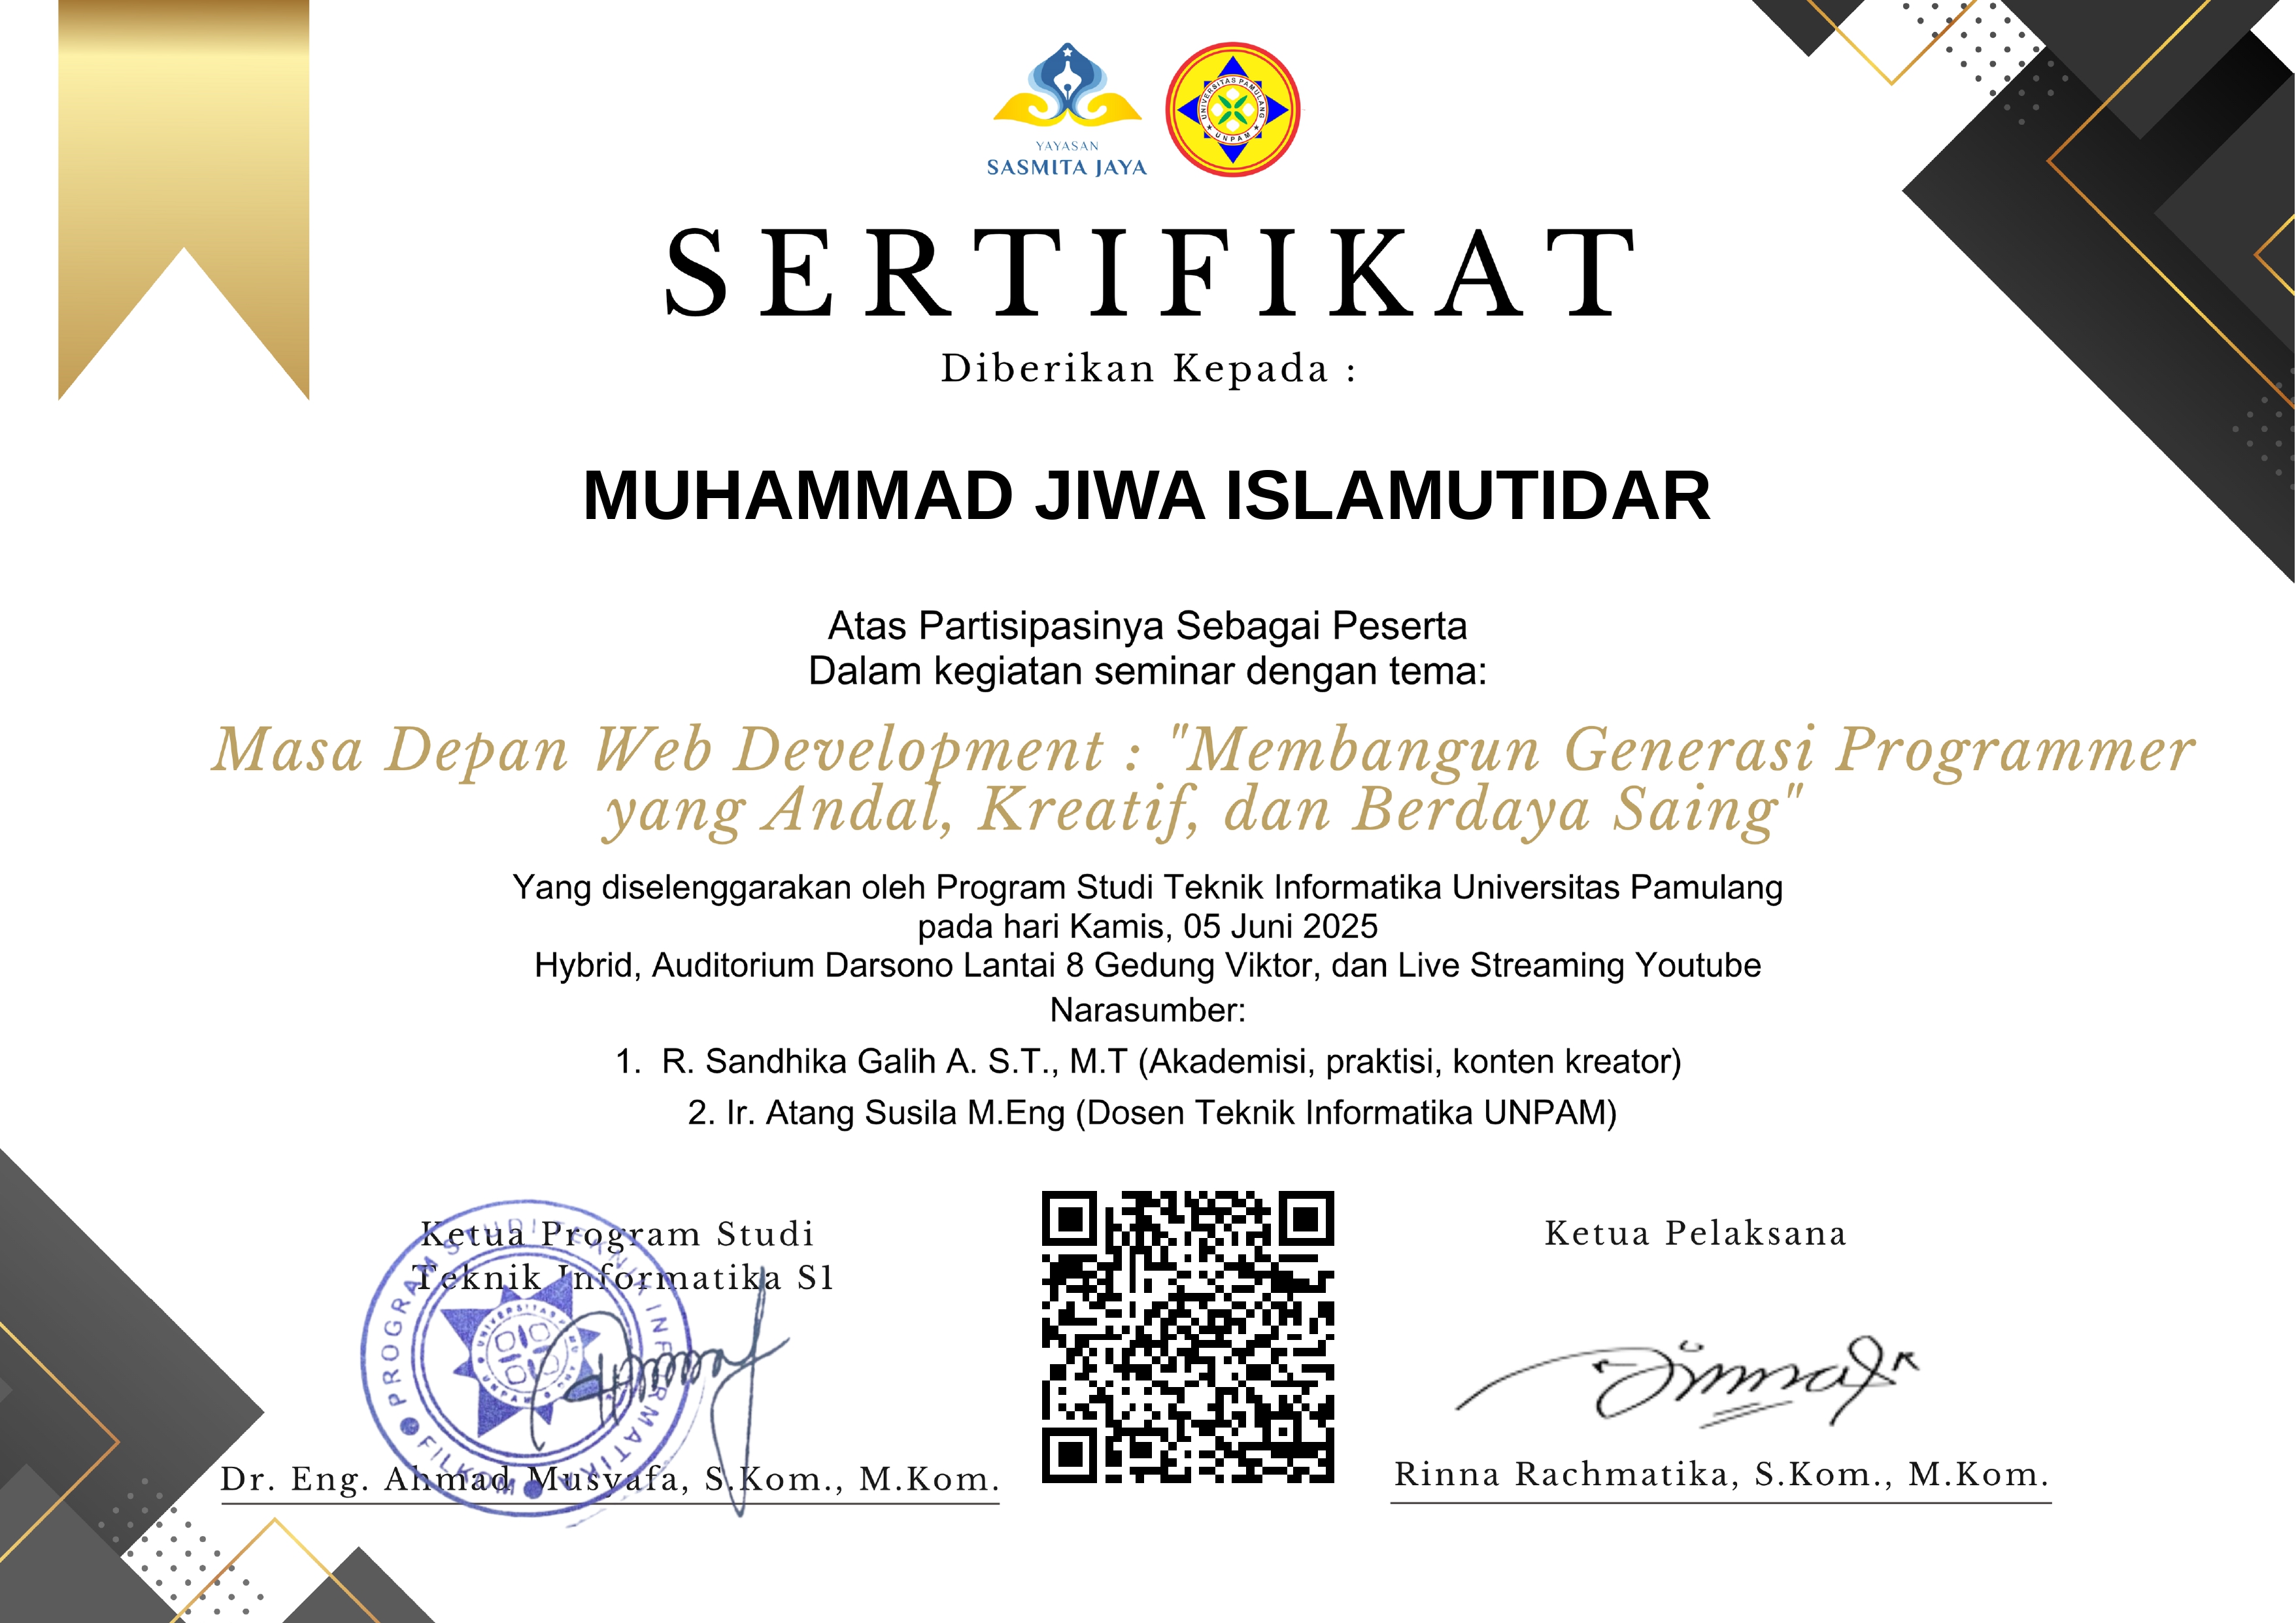 YAYASAN
SASMITA JAYA
UNIVERSITAS PAMULANG
UNPAM
SERTIFIKAT
Diberikan Kepada :
MUHAMMAD JIWA ISLAMUTIDAR
Atas Partisipasinya Sebagai Peserta
Dalam kegiatan seminar dengan tema:
Masa Depan Web Development : "Membangun Generasi Programmer
yang Andal, Kreatif, dan Berdaya Saing"
Yang diselenggarakan oleh Program Studi Teknik Informatika Universitas Pamulang
pada hari Kamis, 05 Juni 2025
Hybrid, Auditorium Darsono Lantai 8 Gedung Viktor, dan Live Streaming Youtube
Narasumber:
1. R. Sandhika Galih A. S.T., M.T (Akademisi, praktisi, konten kreator)
2. Ir. Atang Susila M.Eng (Dosen Teknik Informatika UNPAM)
Ketua Program Studi
Teknik Informatika S1
PROGRAM STUDI TEKNIK INFORMATIKA
FILKOM
UNPAM
Dr. Eng. Ahmad Musyafa, S.Kom., M.Kom.
Ketua Pelaksana
Rinna Rachmatika, S.Kom., M.Kom.